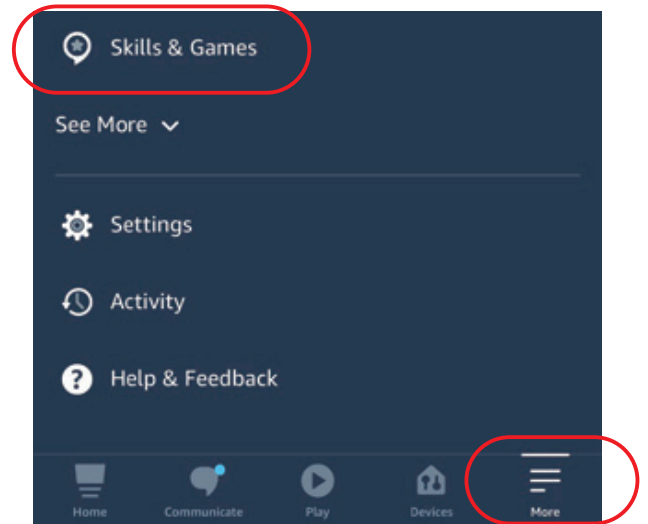 Skills & Games
See More
Settings
Activity
Help & Feedback
Home Communicate Play Devices More